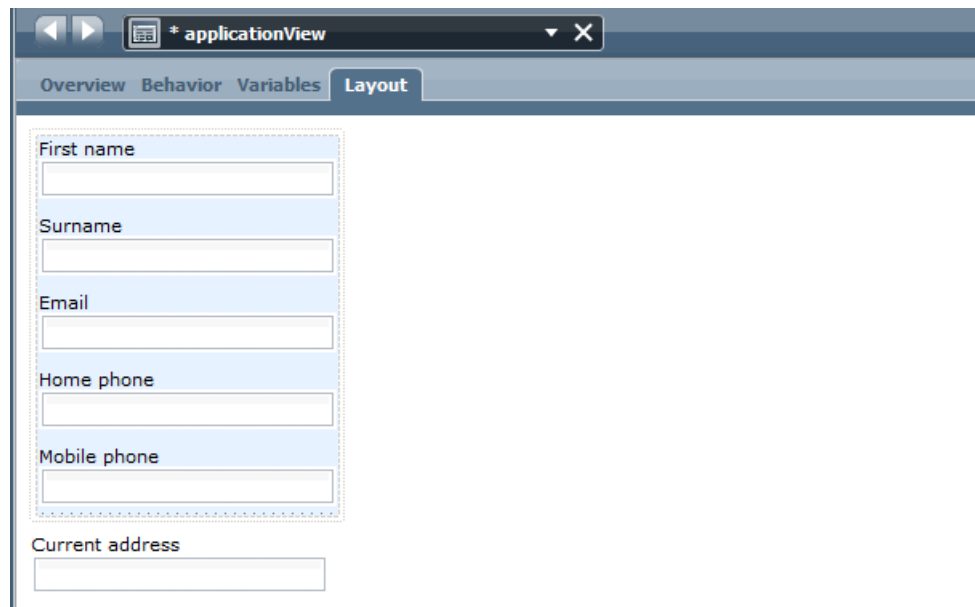 * applicationView
Overview Behavior Variables Layout
First name
Surname
Email
Home phone
Mobile phone
Current address